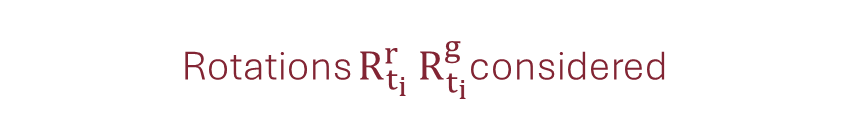 Rotations R^r_{t_i} R^g_{t_i} considered